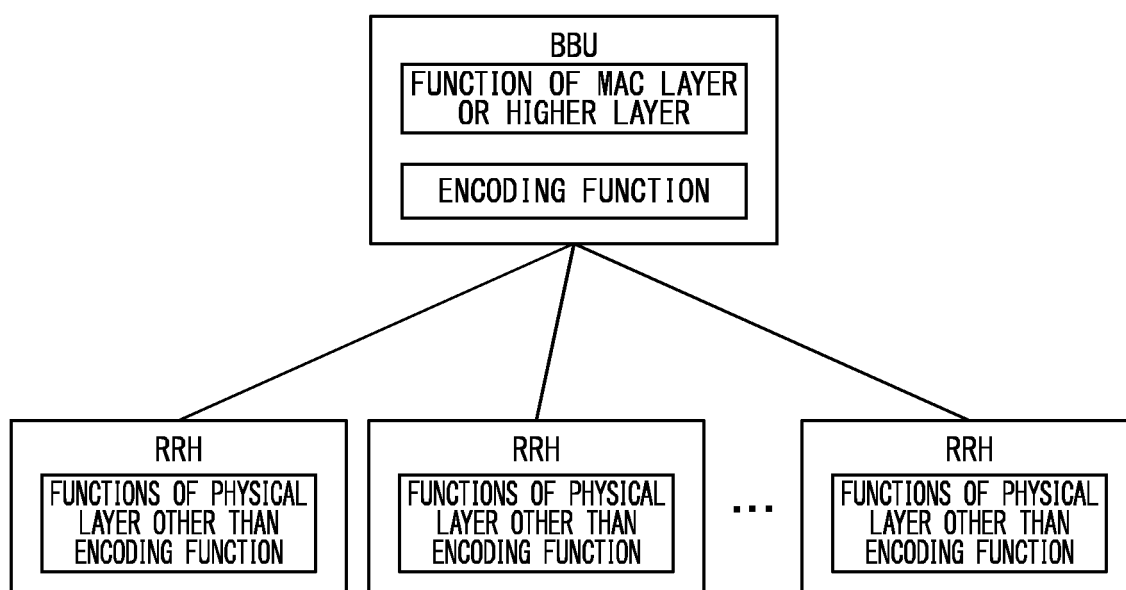 BBU
FUNCTION OF MAC LAYER
OR HIGHER LAYER
ENCODING FUNCTION
RRH
FUNCTIONS OF PHYSICAL
LAYER OTHER THAN
ENCODING FUNCTION
RRH
FUNCTIONS OF PHYSICAL
LAYER OTHER THAN
ENCODING FUNCTION
...
RRH
FUNCTIONS OF PHYSICAL
LAYER OTHER THAN
ENCODING FUNCTION